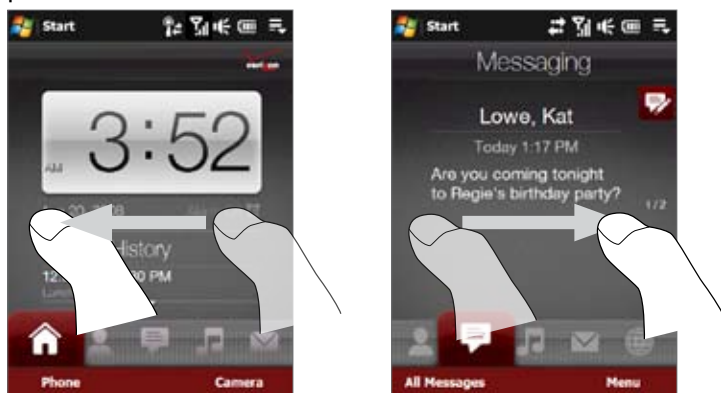 Start
verizon
3:52
AM
History
PM
Phone
Camera
Start
Messaging
Lowe, Kat
Today 1:17 PM
Are you coming tonight
to Regie's birthday party?
1/2
All Messages
Menu